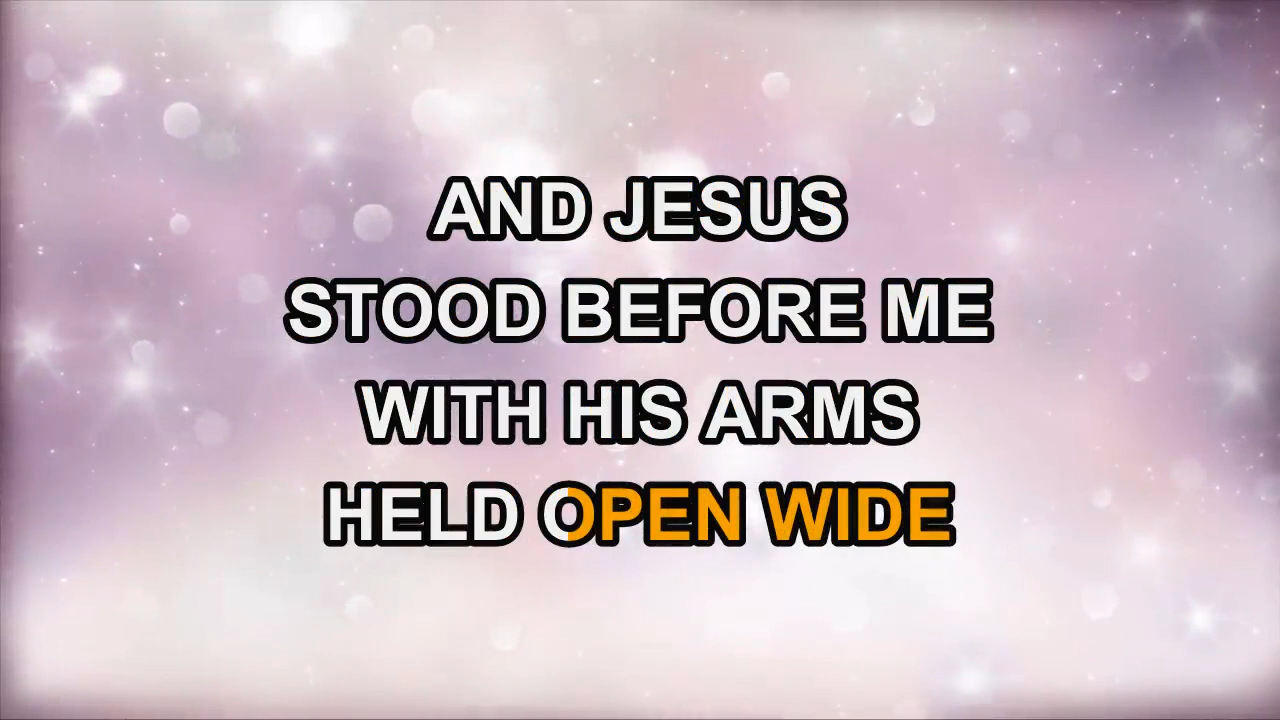 AND JESUS
STOOD BEFORE ME
WITH HIS ARMS
HELD OPEN WIDE